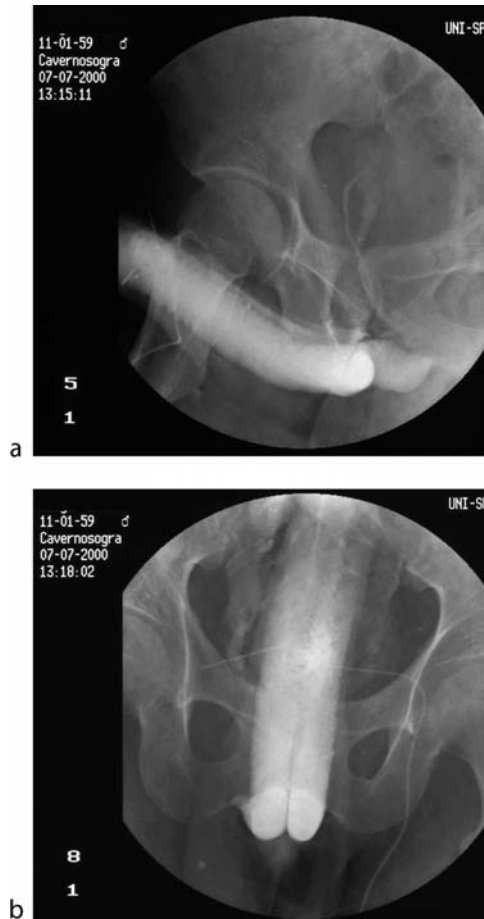 11-01-59 ♂
Cavernosogra
07-07-2000
13:15:11
UNI-SP
5
1
a
11-01-59 ♂
Cavernosogra
07-07-2000
13:18:02
UNI-SP
8
1
b